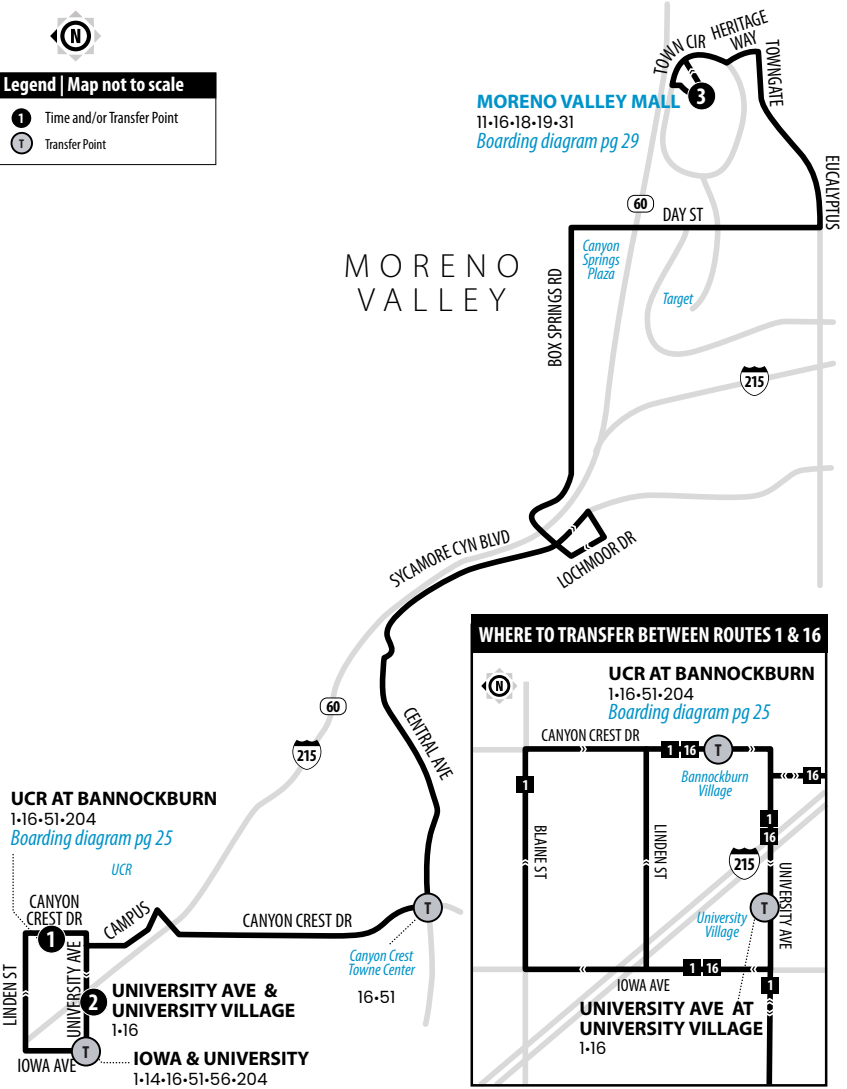 N
Legend | Map not to scale
1 Time and/or Transfer Point
T Transfer Point
TOWN CIR
HERITAGE
WAY
TOWNGATE
MORENO VALLEY MALL
3
11•16•18•19•31
Boarding diagram pg 29
EUCALYPTUS
60
DAY ST
Canyon
Springs
Plaza
MORENO
VALLEY
BOX SPRINGS RD
Target
215
SYCAMORE CYN BLVD
LOCHMOOR DR
60
215
CENTRAL AVE
UCR AT BANNOCKBURN
1•16•51•204
Boarding diagram pg 25
UCR
CANYON
CREST DR
CAMPUS
CANYON CREST DR
T
1
Canyon Crest
Towne Center
16•51
LINDEN ST
UNIVERSITY AVE
2
UNIVERSITY AVE &
UNIVERSITY VILLAGE
1•16
T
IOWA AVE
IOWA & UNIVERSITY
1•14•16•51•56•204
WHERE TO TRANSFER BETWEEN ROUTES 1 & 16
N
UCR AT BANNOCKBURN
1•16•51•204
Boarding diagram pg 25
CANYON CREST DR
1 16
T
Bannockburn
Village
16
1
1
16
BLAINE ST
LINDEN ST
215
UNIVERSITY AVE
University
Village
T
1 16
IOWA AVE
1
UNIVERSITY AVE AT
UNIVERSITY VILLAGE
1•16